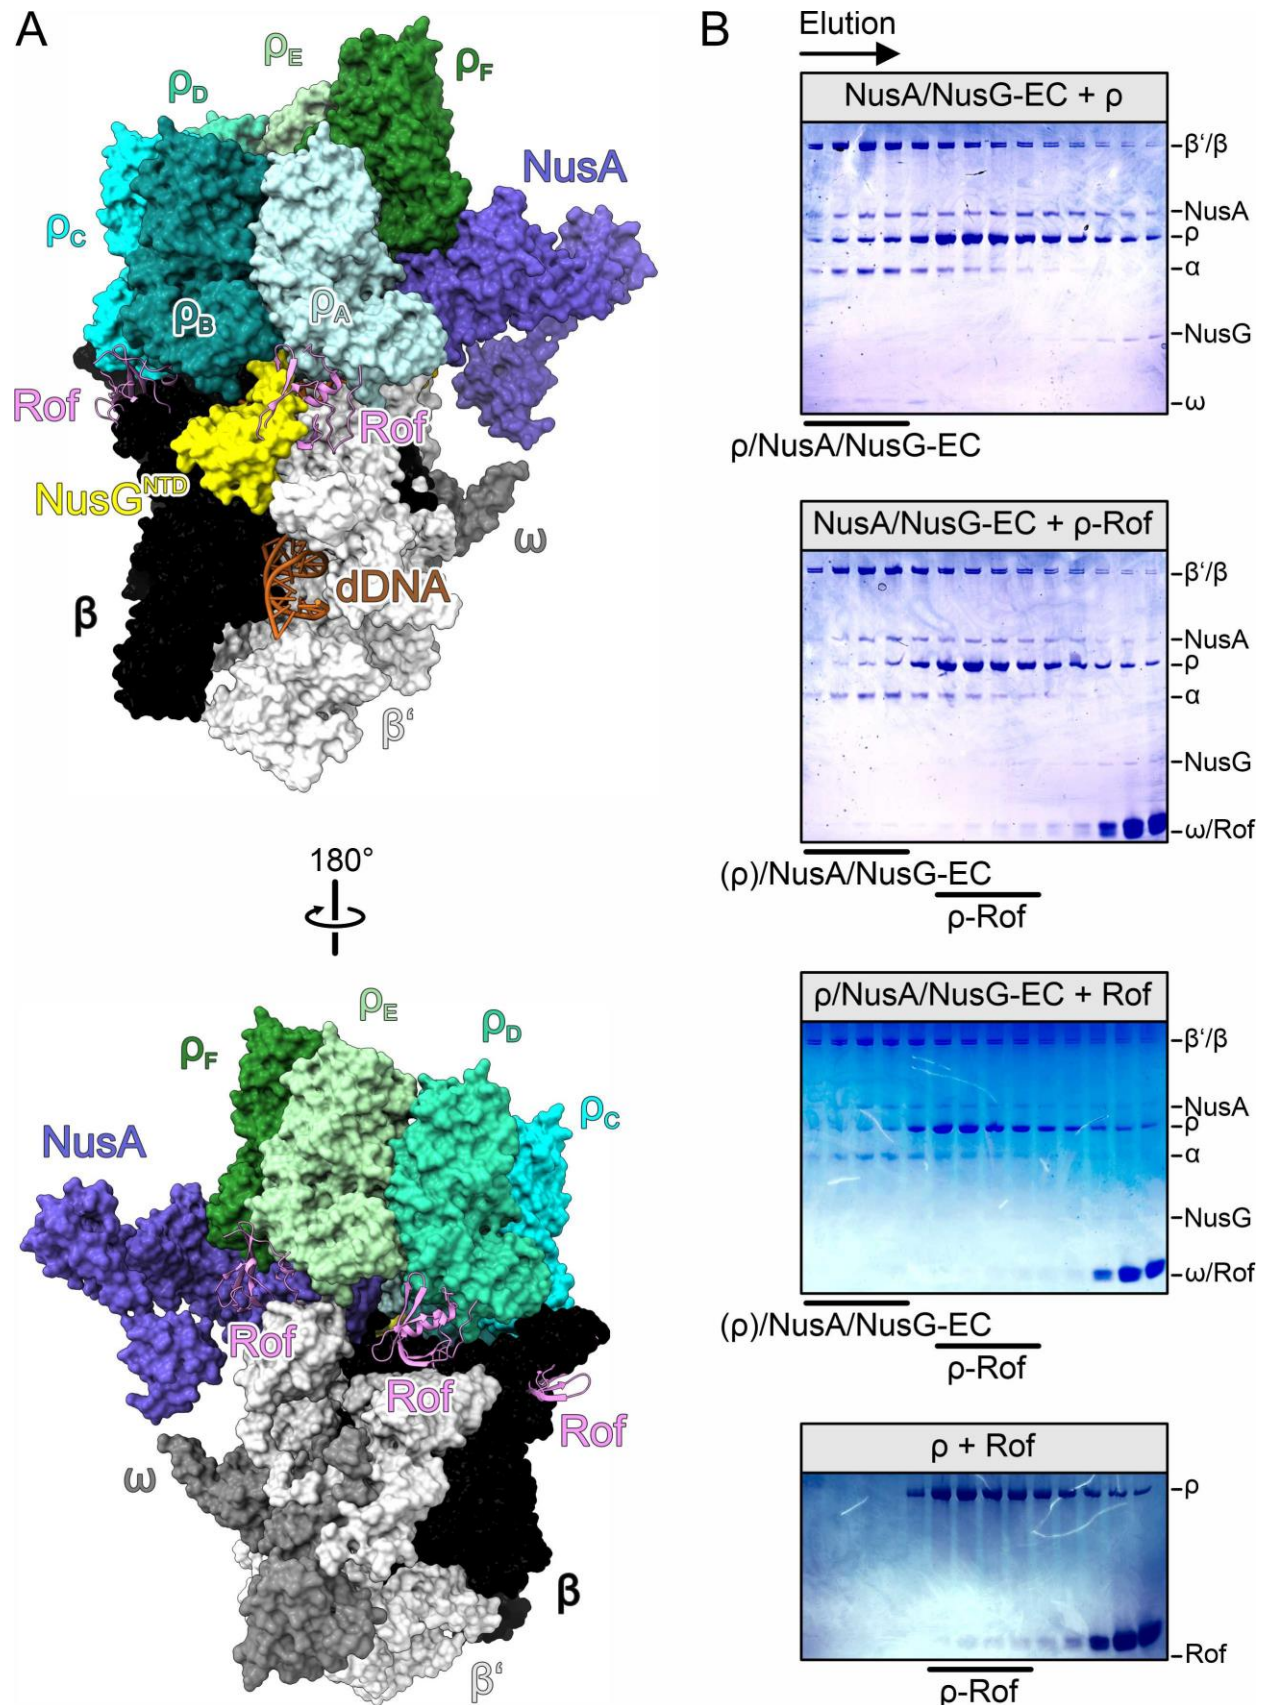 A
ρE
ρF
ρD
NusA
ρC
ρB
ρA
Rof
Rof
NusG^NTD
ω
dDNA
β
β‘
180°
ρE
ρD
ρF
ρC
NusA
Rof
Rof
Rof
ω
β
β‘
B
Elution
NusA/NusG-EC + ρ
β‘/β
NusA
ρ
α
NusG
ω
ρ/NusA/NusG-EC
NusA/NusG-EC + ρ-Rof
β‘/β
NusA
ρ
α
NusG
ω/Rof
(ρ)/NusA/NusG-EC
ρ-Rof
ρ/NusA/NusG-EC + Rof
β‘/β
NusA
ρ
α
NusG
ω/Rof
(ρ)/NusA/NusG-EC
ρ-Rof
ρ + Rof
ρ
Rof
ρ-Rof